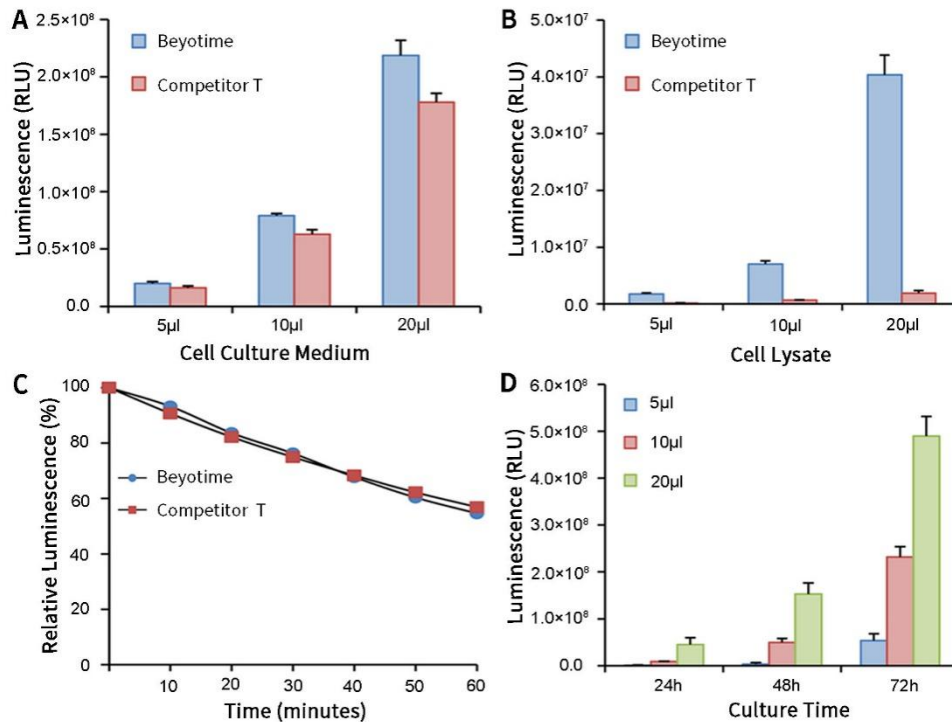 A
Luminescence (RLU)
2.5×10⁸
2.0×10⁸
1.5×10⁸
1.0×10⁸
0.5×10⁸
0.0
Beyotime
Competitor T
5μl
10μl
20μl
Cell Culture Medium
B
Luminescence (RLU)
5.0×10⁷
4.0×10⁷
3.0×10⁷
2.0×10⁷
1.0×10⁷
0.0
Beyotime
Competitor T
5μl
10μl
20μl
Cell Lysate
C
Relative Luminescence (%)
100
80
60
40
20
0
Beyotime
Competitor T
10
20
30
40
50
60
Time (minutes)
D
Luminescence (RLU)
6.0×10⁸
5.0×10⁸
4.0×10⁸
3.0×10⁸
2.0×10⁸
1.0×10⁸
0.0
5μl
10μl
20μl
24h
48h
72h
Culture Time